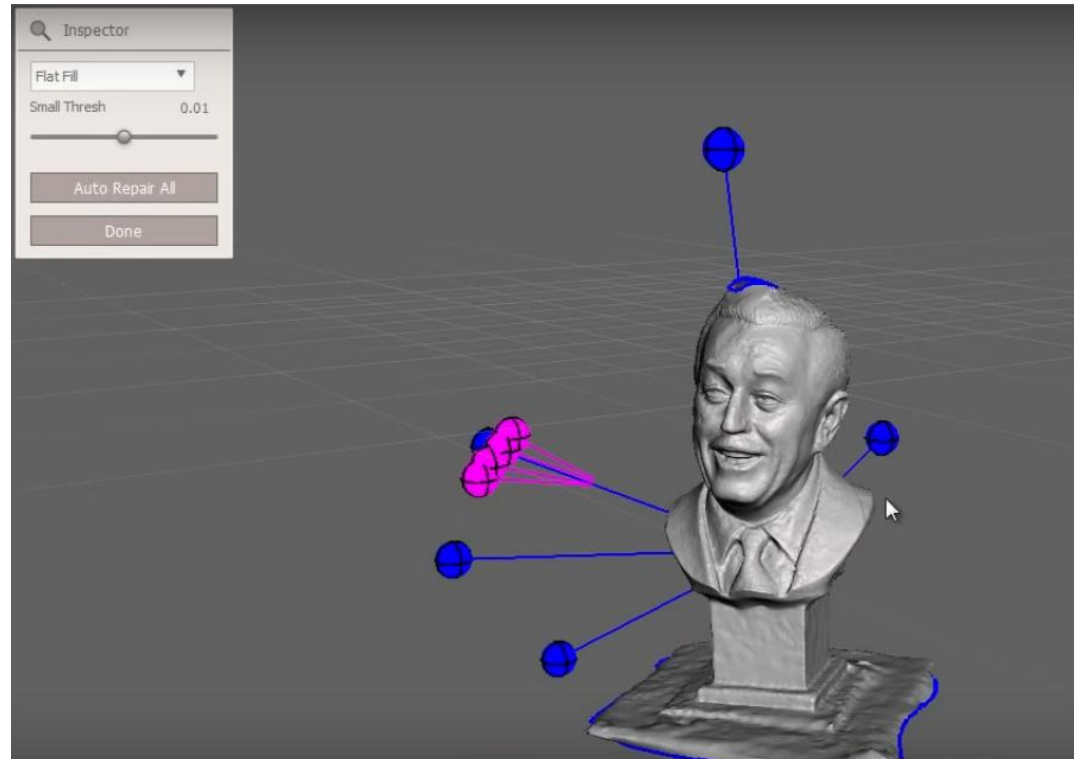 Inspector
Flat Fill
Small Thresh 0.01
Auto Repair All
Done